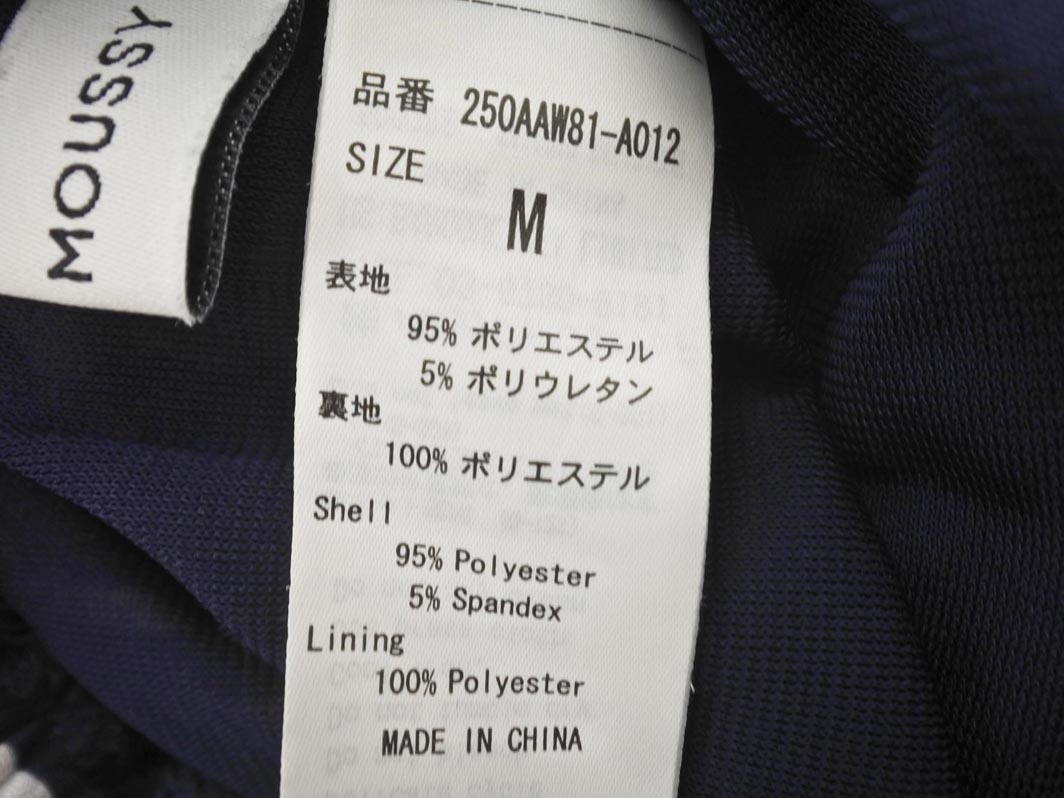 MOUSSY
品番 250AAW81-A012
SIZE
M
表地
95% ポリエステル
5% ポリウレタン
裏地
100% ポリエステル
Shell
95% Polyester
5% Spandex
Lining
100% Polyester
MADE IN CHINA